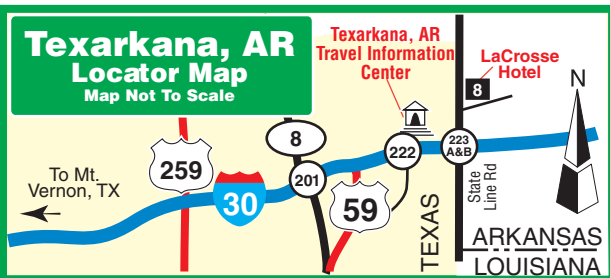 Texarkana, AR
Locator Map
Map Not To Scale
Texarkana, AR
Travel Information
Center
LaCrosse
Hotel
8
N
8
223
A&B
222
259
201
To Mt.
Vernon, TX
30
59
TEXAS
State
Line Rd
ARKANSAS
LOUISIANA